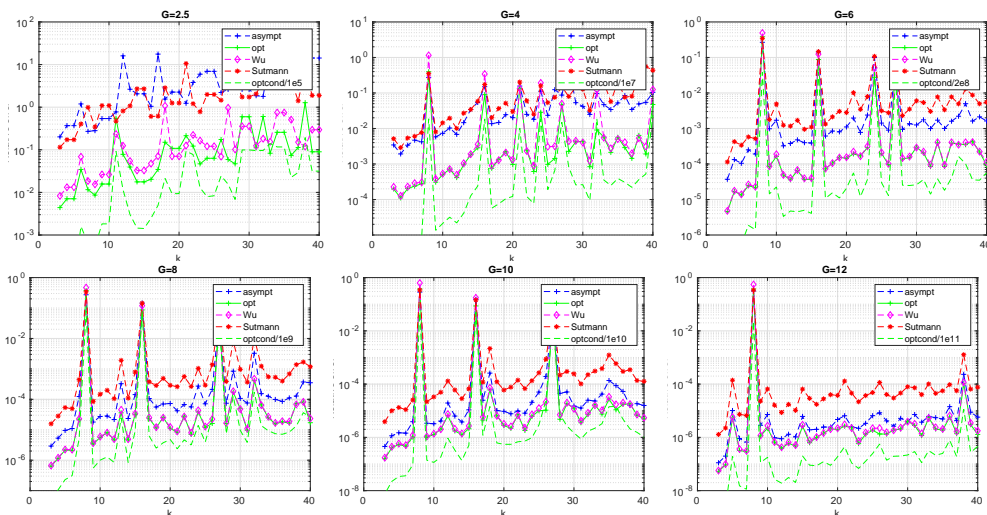 G=2.5
10^2
10^1
10^0
10^-1
10^-2
10^-3
0 10 20 30 40
k
asympt
opt
Wu
Sutmann
optcond/1e5
G=4
10^1
10^0
10^-1
10^-2
10^-3
10^-4
0 10 20 30 40
k
asympt
opt
Wu
Sutmann
optcond/1e7
G=6
10^0
10^-1
10^-2
10^-3
10^-4
10^-5
10^-6
0 10 20 30 40
k
asympt
opt
Wu
Sutmann
optcond/2e8
G=8
10^0
10^-2
10^-4
10^-6
0 10 20 30 40
k
asympt
opt
Wu
Sutmann
optcond/1e9
G=10
10^0
10^-2
10^-4
10^-6
10^-8
0 10 20 30 40
k
asympt
opt
Wu
Sutmann
optcond/1e10
G=12
10^0
10^-2
10^-4
10^-6
10^-8
0 10 20 30 40
k
asympt
opt
Wu
Sutmann
optcond/1e11